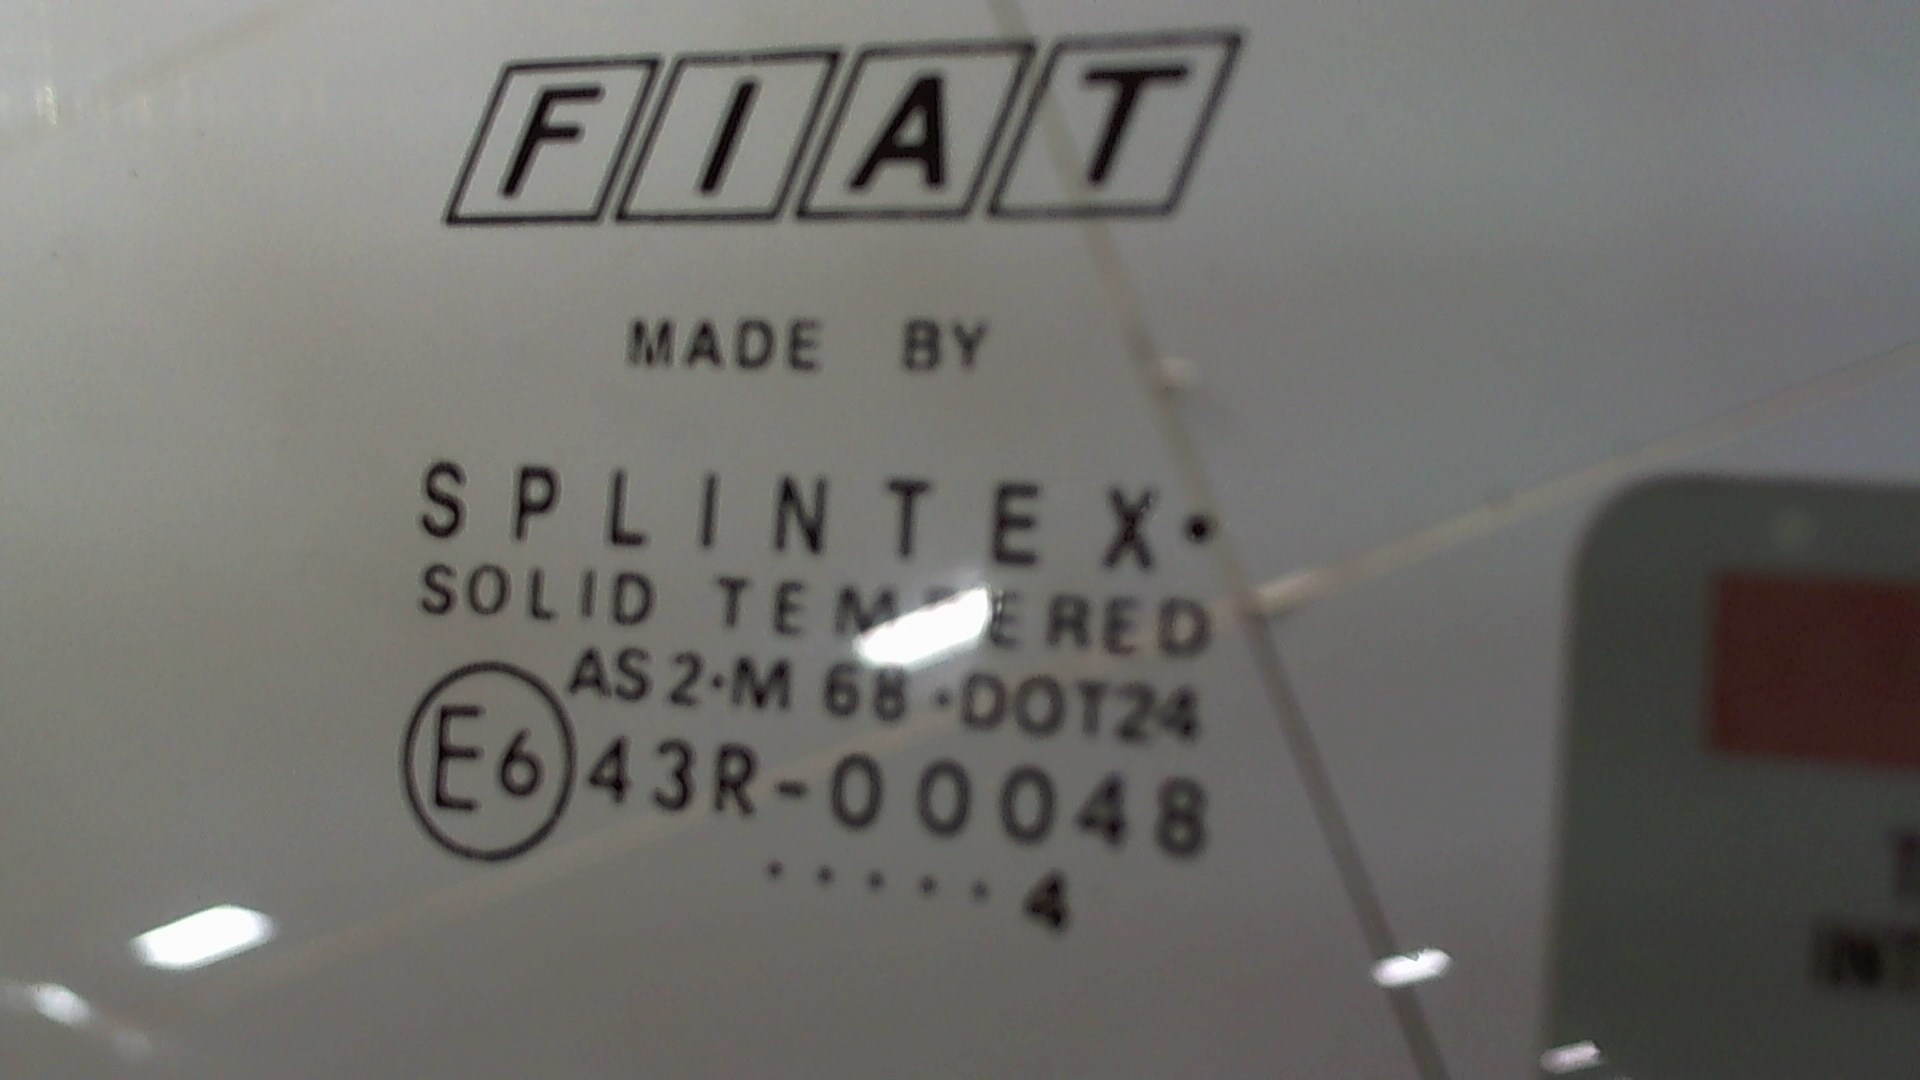 FIAT
MADE BY
SPLINTEX•
SOLID TEMPERED
AS2•M 68 •DOT24
E6 43R-00048
•••••4